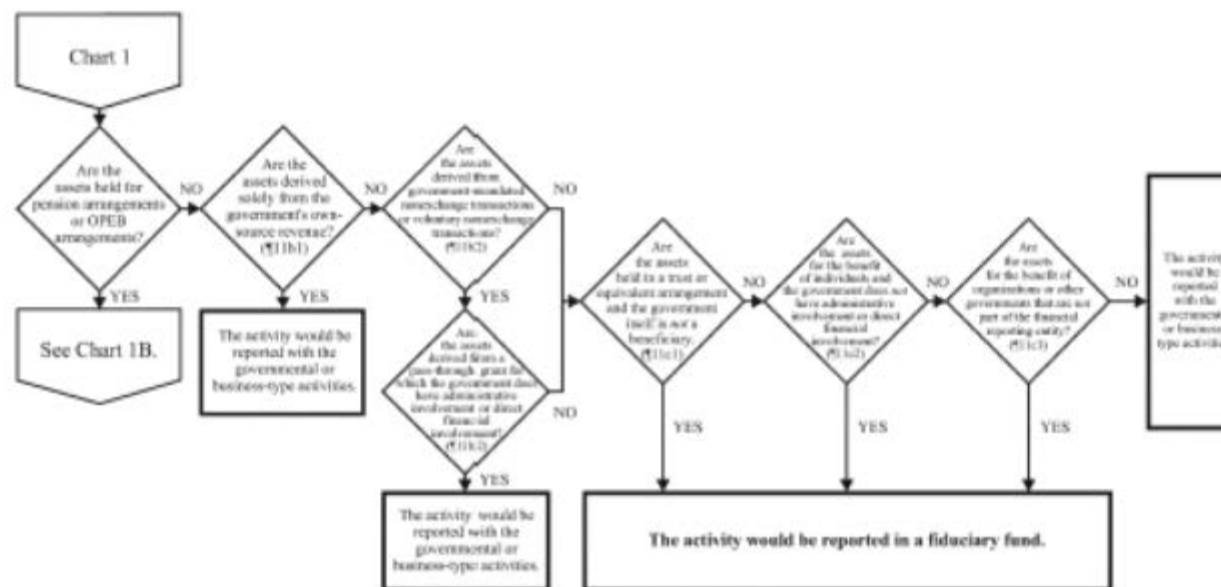 Chart 1
Are the
assets held for
pension arrangements
or OPEB
arrangements?
NO
YES
See Chart 1B.
Are the
assets derived
solely from the
government's own-
source revenue?
(¶11b1)
NO
YES
The activity would be
reported with the
governmental or
business-type activities.
Are
the assets
derived from
government-mandated
nonexchange transactions
or voluntary nonexchange
transactions?
(¶11b2)
NO
YES
Are
the assets
derived from a
pass-through grant for
which the government does
have administrative
involvement or direct
financial
involvement?
(¶11b2)
NO
YES
The activity would be
reported with the
governmental or
business-type activities.
Are
the assets
held in a trust or
equivalent arrangement
and the government
itself is not a
beneficiary.
(¶11c1)
NO
YES
Are
the assets
for the benefit
of individuals and
the government does not
have administrative
involvement or direct
financial
involvement?
(¶11c2)
NO
YES
Are
the assets
for the benefit of
organizations or other
governments that are not
part of the financial
reporting entity?
(¶11c3)
NO
YES
The activity
would be
reported
with the
government
or business
type activities
The activity would be reported in a fiduciary fund.